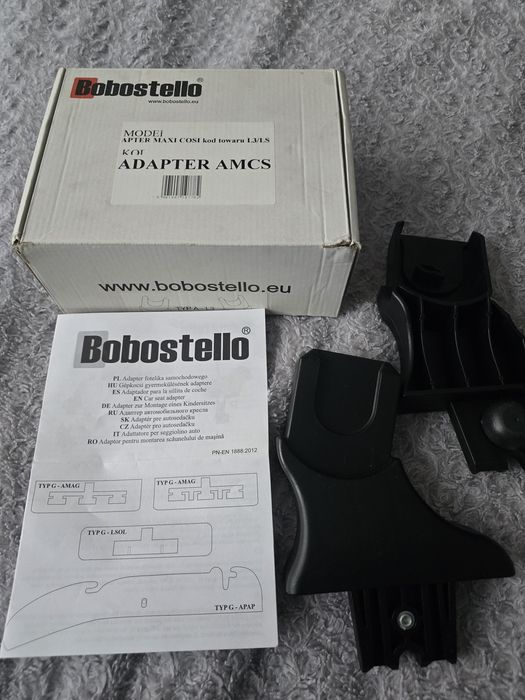 Bobostello®
www.bobostello.eu
MODEL
APTER MAXI COSI kod towaru L3/LS
KOL
ADAPTER AMCS
www.bobostello.eu
TYP A - L3
Bobostello®
PL Adapter fotelika samochodowego
HU Gépkocsi gyermekülésének adaptere
ES Adaptador para la sillita de coche
EN Car seat adapter
DE Adapter zur Montage eines Kindersitzes
RU Адаптер автомобильного кресла
SK Adaptér pre autosedačku
CZ Adaptér pro autosedačku
IT Adattatore per seggiolino auto
RO Adaptor pentru montarea scăunelului de mașină
PN-EN 1888:2012
TYP G - AMAG
TYP G - AMAG
TYP G - LSOL
TYP G - APAP